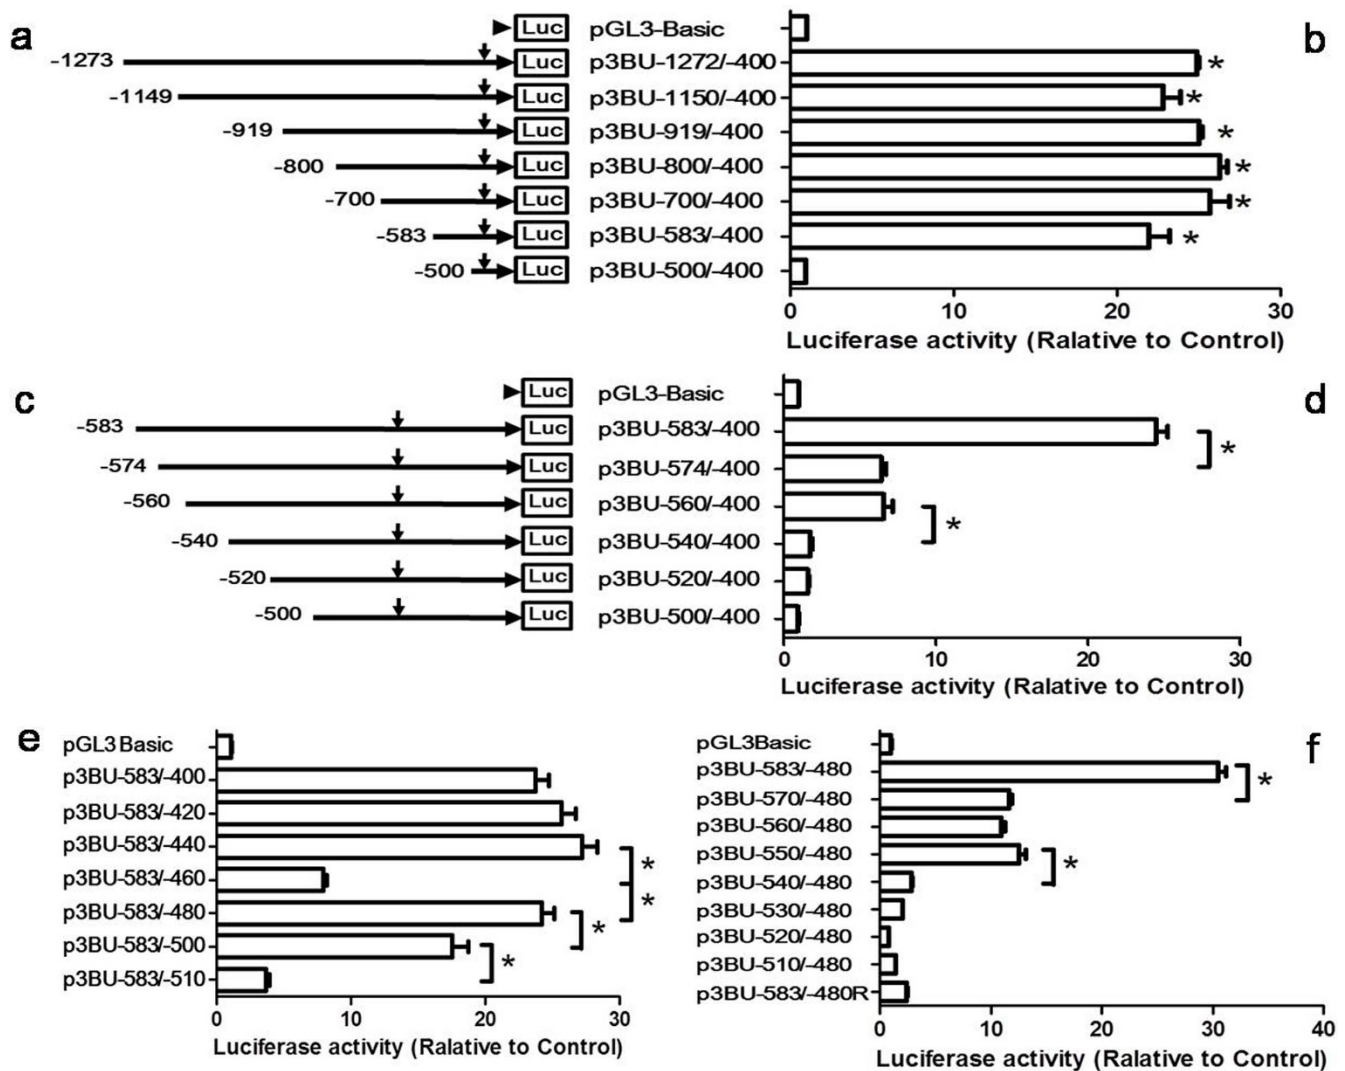 a
b
Luc pGL3-Basic
-1273 Luc p3BU-1272/-400 *
-1149 Luc p3BU-1150/-400 *
-919 Luc p3BU-919/-400 *
-800 Luc p3BU-800/-400 *
-700 Luc p3BU-700/-400 *
-583 Luc p3BU-583/-400 *
-500 Luc p3BU-500/-400
0 10 20 30
Luciferase activity (Ralative to Control)
c
d
Luc pGL3-Basic
-583 Luc p3BU-583/-400
*
-574 Luc p3BU-574/-400
-560 Luc p3BU-560/-400
*
-540 Luc p3BU-540/-400
-520 Luc p3BU-520/-400
-500 Luc p3BU-500/-400
0 10 20 30
Luciferase activity (Ralative to Control)
e
pGL3 Basic
p3BU-583/-400
p3BU-583/-420
p3BU-583/-440
*
p3BU-583/-460
*
p3BU-583/-480
*
p3BU-583/-500
*
p3BU-583/-510
0 10 20 30
Luciferase activity (Ralative to Control)
f
pGL3Basic
p3BU-583/-480
*
p3BU-570/-480
p3BU-560/-480
p3BU-550/-480
*
p3BU-540/-480
p3BU-530/-480
p3BU-520/-480
p3BU-510/-480
p3BU-583/-480R
0 10 20 30 40
Luciferase activity (Ralative to Control)